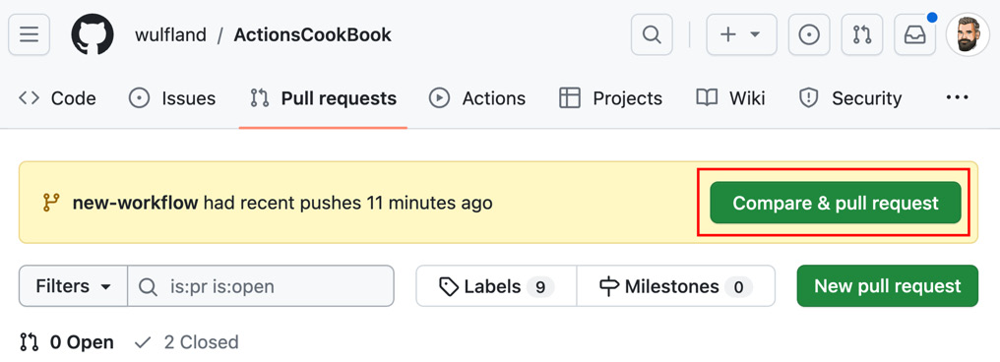 wulfland / ActionsCookBook
Code Issues Pull requests Actions Projects Wiki Security ...
new-workflow had recent pushes 11 minutes ago Compare & pull request
Filters is:pr is:open Labels 9 Milestones 0 New pull request
0 Open 2 Closed